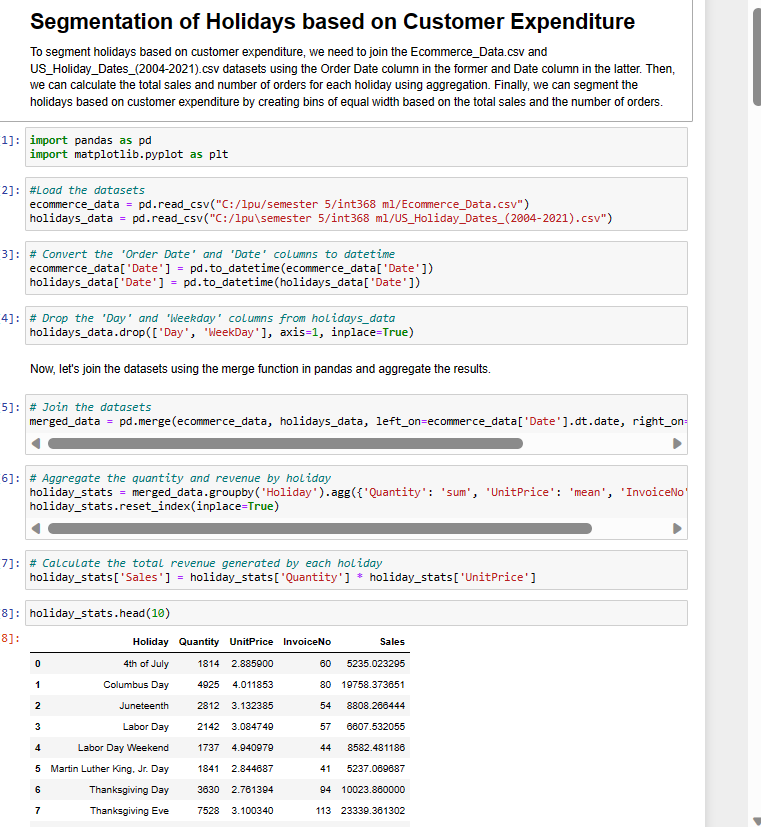 Segmentation of Holidays based on Customer Expenditure
To segment holidays based on customer expenditure, we need to join the Ecommerce_Data.csv and
US_Holiday_Dates_(2004-2021).csv datasets using the Order Date column in the former and Date column in the latter. Then,
we can calculate the total sales and number of orders for each holiday using aggregation. Finally, we can segment the
holidays based on customer expenditure by creating bins of equal width based on the total sales and the number of orders.
1]: import pandas as pd
import matplotlib.pyplot as plt
2]: #Load the datasets
ecommerce_data = pd.read_csv("C:/lpu/semester 5/int368 ml/Ecommerce_Data.csv")
holidays_data = pd.read_csv("C:/lpu\semester 5/int368 ml/US_Holiday_Dates_(2004-2021).csv")
3]: # Convert the 'Order Date' and 'Date' columns to datetime
ecommerce_data['Date'] = pd.to_datetime(ecommerce_data['Date'])
holidays_data['Date'] = pd.to_datetime(holidays_data['Date'])
4]: # Drop the 'Day' and 'Weekday' columns from holidays_data
holidays_data.drop(['Day', 'WeekDay'], axis=1, inplace=True)
Now, let's join the datasets using the merge function in pandas and aggregate the results.
5]: # Join the datasets
merged_data = pd.merge(ecommerce_data, holidays_data, left_on=ecommerce_data['Date'].dt.date, right_on=
6]: # Aggregate the quantity and revenue by holiday
holiday_stats = merged_data.groupby('Holiday').agg({'Quantity': 'sum', 'UnitPrice': 'mean', 'InvoiceNo'
holiday_stats.reset_index(inplace=True)
7]: # Calculate the total revenue generated by each holiday
holiday_stats['Sales'] = holiday_stats['Quantity'] * holiday_stats['UnitPrice']
8]: holiday_stats.head(10)
8]:
Holiday Quantity UnitPrice InvoiceNo Sales
0 4th of July 1814 2.885900 60 5235.023295
1 Columbus Day 4925 4.011853 80 19758.373651
2 Juneteenth 2812 3.132385 54 8808.266444
3 Labor Day 2142 3.084749 57 6607.532055
4 Labor Day Weekend 1737 4.940979 44 8582.481186
5 Martin Luther King, Jr. Day 1841 2.844687 41 5237.069687
6 Thanksgiving Day 3630 2.761394 94 10023.860000
7 Thanksgiving Eve 7528 3.100340 113 23339.361302